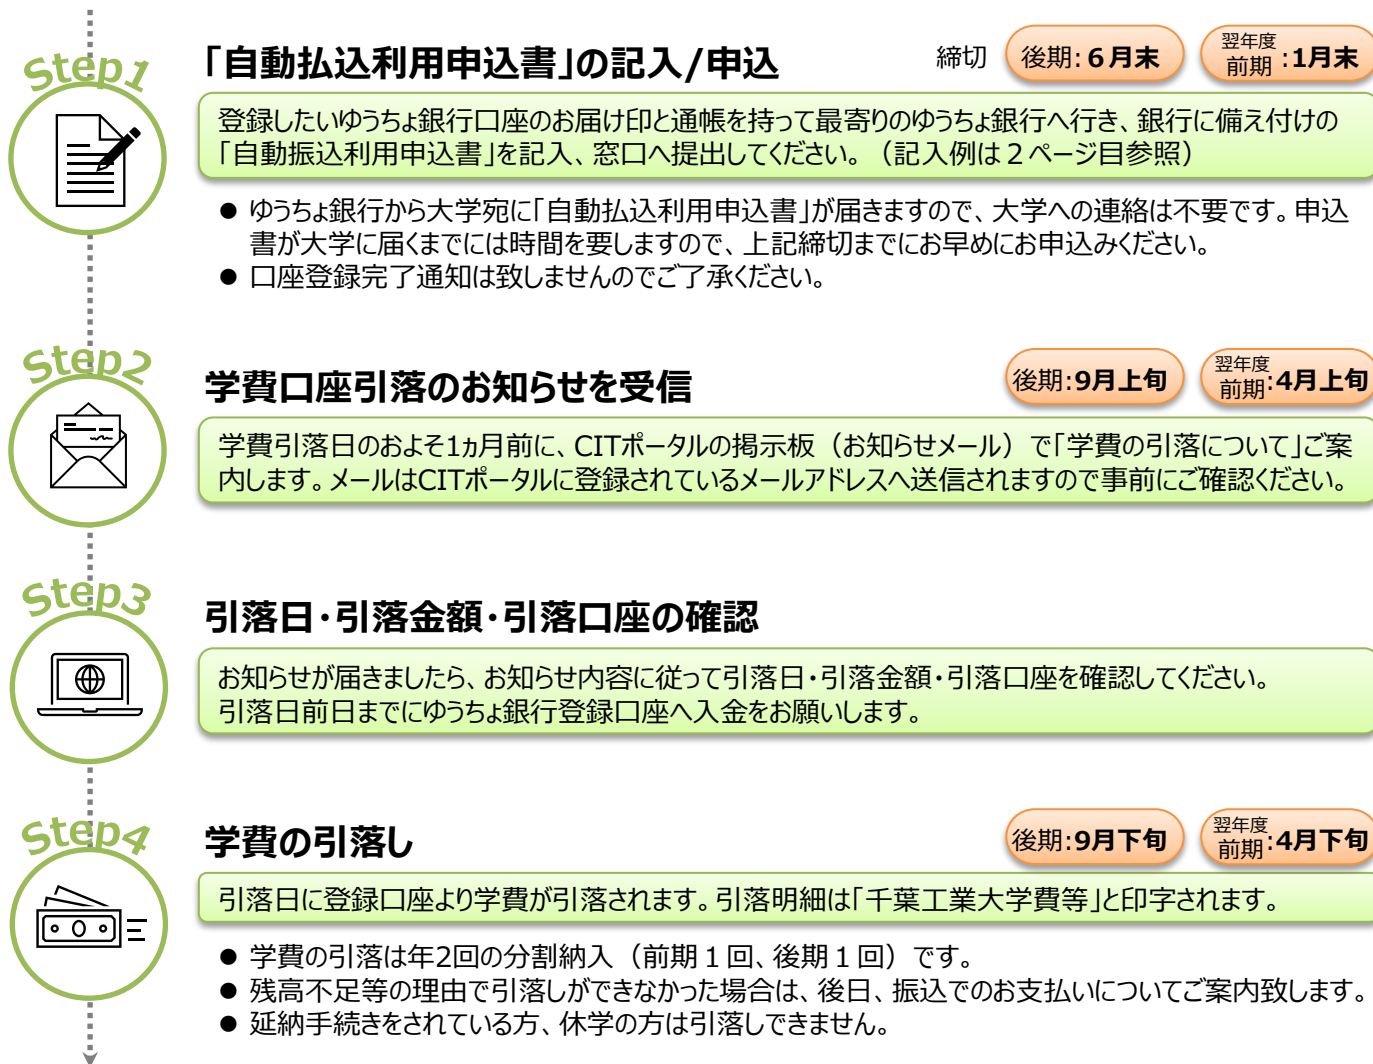 Step1
「自動払込利用申込書」の記入/申込
締切
後期:６月末
翌年度
前期:1月末
登録したいゆうちょ銀行口座のお届け印と通帳を持って最寄りのゆうちょ銀行へ行き、銀行に備え付けの
「自動振込利用申込書」を記入、窓口へ提出してください。（記入例は２ページ目参照）
● ゆうちょ銀行から大学宛に「自動払込利用申込書」が届きますので、大学への連絡は不要です。申込
書が大学に届くまでには時間を要しますので、上記締切までにお早めにお申込みください。
● 口座登録完了通知は致しませんのでご了承ください。
Step2
学費口座引落のお知らせを受信
後期:9月上旬
翌年度
前期:4月上旬
学費引落日のおよそ1ヵ月前に、CITポータルの掲示板（お知らせメール）で「学費の引落について」ご案
内します。メールはCITポータルに登録されているメールアドレスへ送信されますので事前にご確認ください。
Step3
引落日・引落金額・引落口座の確認
お知らせが届きましたら、お知らせ内容に従って引落日・引落金額・引落口座を確認してください。
引落日前日までにゆうちょ銀行登録口座へ入金をお願いします。
Step4
学費の引落し
後期:9月下旬
翌年度
前期:4月下旬
引落日に登録口座より学費が引落されます。引落明細は「千葉工業大学費等」と印字されます。
● 学費の引落は年2回の分割納入（前期１回、後期１回）です。
● 残高不足等の理由で引落しができなかった場合は、後日、振込でのお支払いについてご案内致します。
● 延納手続きをされている方、休学の方は引落しできません。